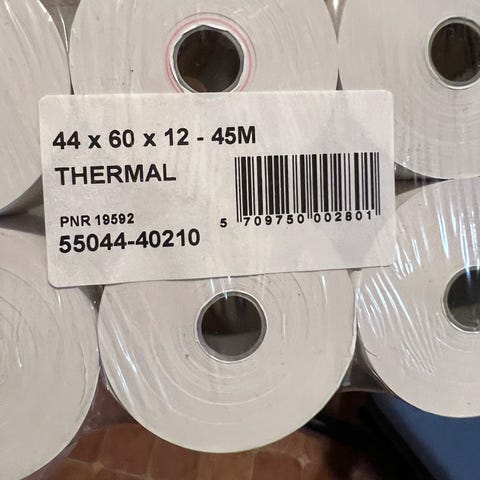 44 x 60 x 12 - 45M
THERMAL
PNR 19592
55044-40210
5 709750 002801